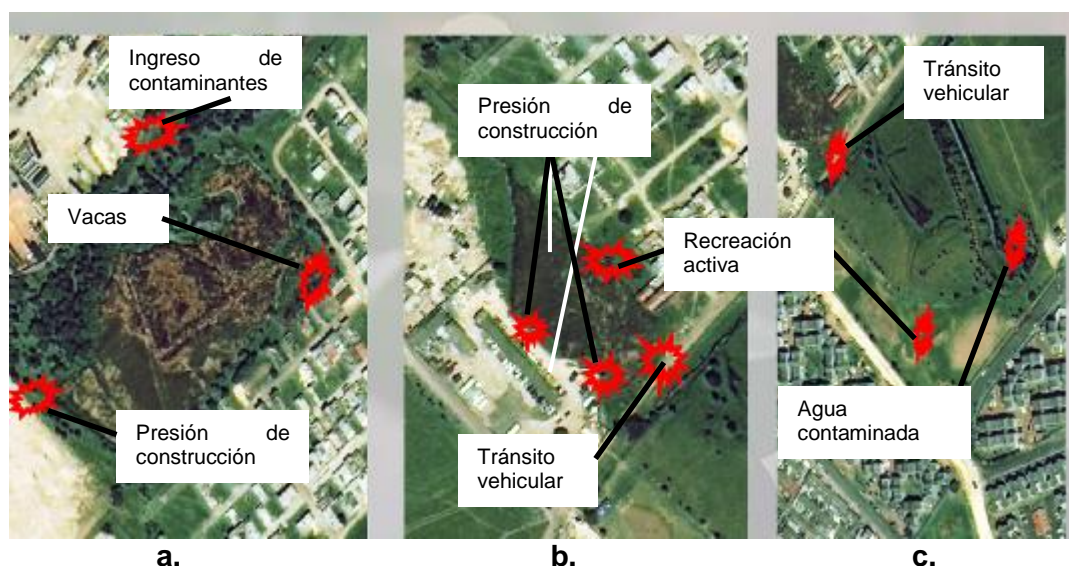 Ingreso de
contaminantes
Vacas
Presión de
construcción
a.
Presión de
construcción
Recreación
activa
Tránsito
vehicular
b.
Tránsito
vehicular
Agua
contaminada
c.